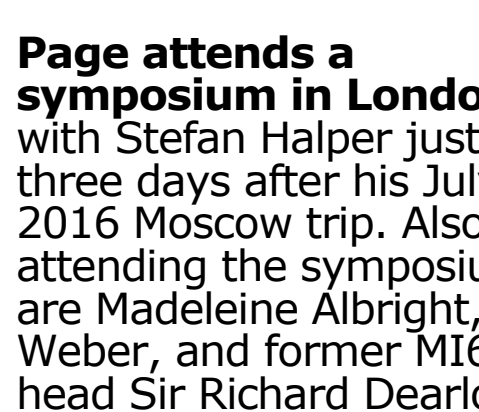 Page attends a
symposium in Londo
with Stefan Halper just
three days after his July
2016 Moscow trip. Also
attending the symposiu
are Madeleine Albright,
Weber, and former MI6
head Sir Richard Dearlo